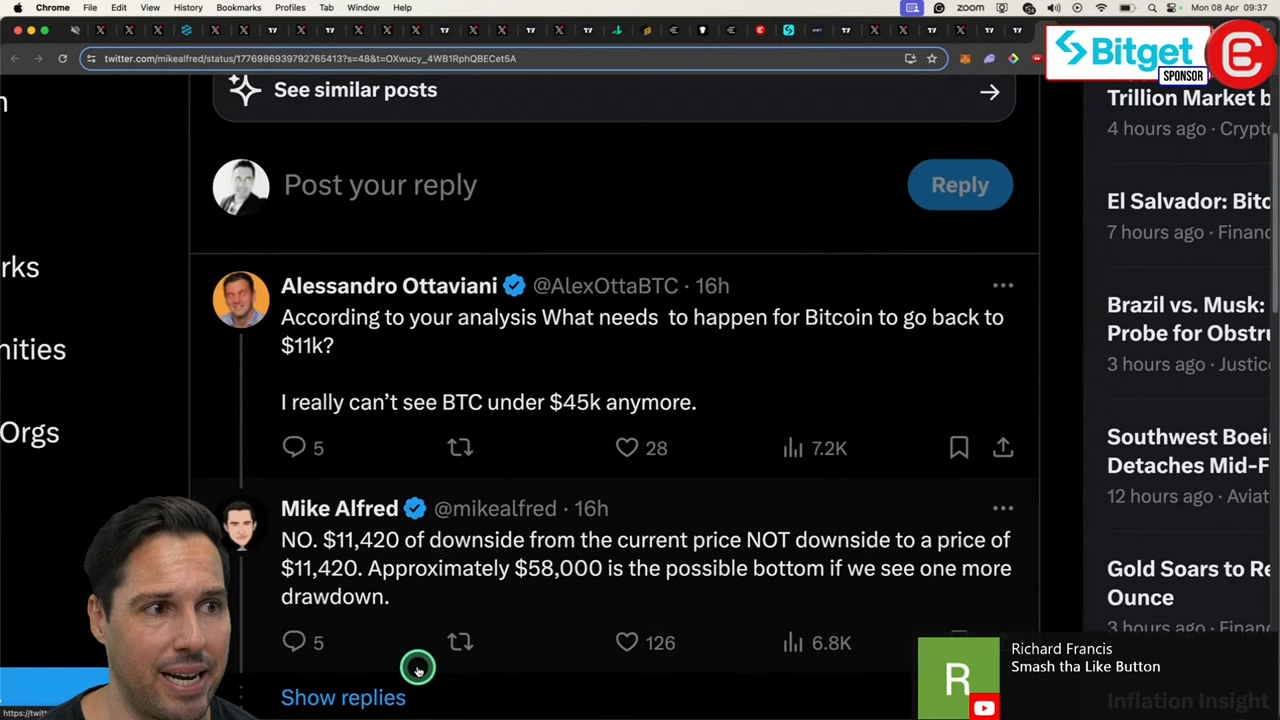 Chrome File Edit View History Bookmarks Profiles Tab Window Help
zoom
Mon 08 Apr 09:37
twitter.com/mikealfred/status/1776986939792765413?s=48&t=OXwucy_4WB1RphQBECet5A
Bitget
SPONSOR
See similar posts
Trillion Market b
4 hours ago · Crypto
Post your reply
Reply
El Salvador: Bitc
7 hours ago · Financ
rks
Alessandro Ottaviani @AlexOttaBTC · 16h
According to your analysis What needs to happen for Bitcoin to go back to
$11k?
I really can't see BTC under $45k anymore.
5 28 7.2K
Brazil vs. Musk:
Probe for Obstru
3 hours ago · Justice
nities
Orgs
Southwest Boei
Detaches Mid-F
12 hours ago · Aviat
Mike Alfred @mikealfred · 16h
NO. $11,420 of downside from the current price NOT downside to a price of
$11,420. Approximately $58,000 is the possible bottom if we see one more
drawdown.
5 126 6.8K
Gold Soars to Re
Ounce
Show replies
R
Richard Francis
Smash tha Like Button
Inflation Insight
https://twitt